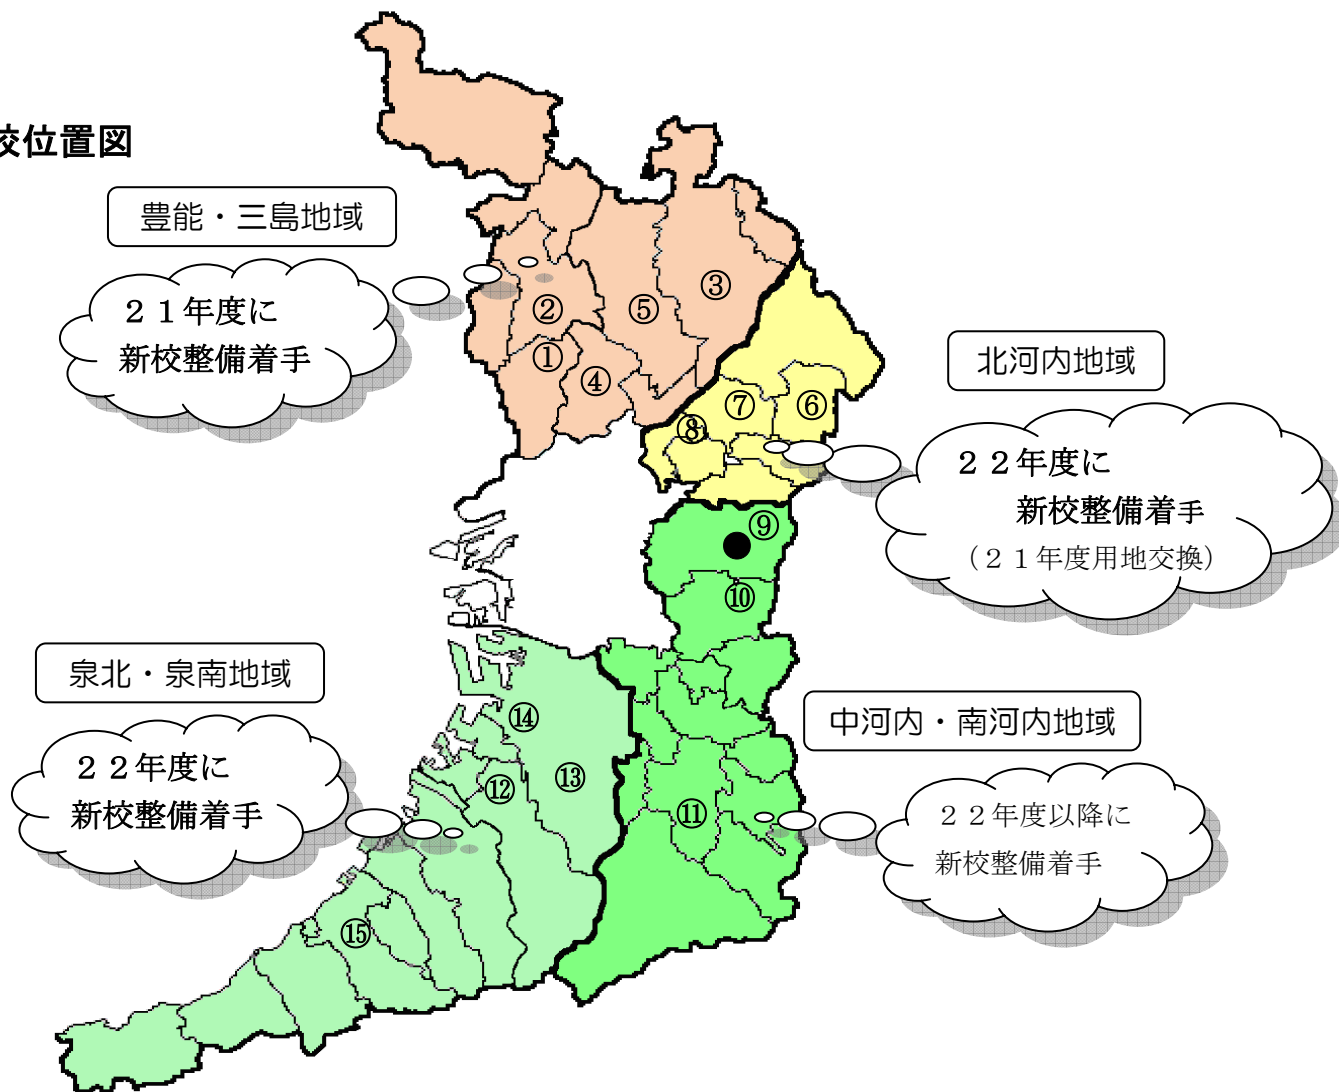 校位置図
豊能・三島地域
２１年度に
新校整備着手
③
②
⑤
①
④
北河内地域
２２年度に
新校整備着手
（２１年度用地交換）
⑦
⑥
⑧
⑨
⑩
泉北・泉南地域
２２年度に
新校整備着手
⑭
⑬
⑫
⑮
中河内・南河内地域
２２年度以降に
新校整備着手
⑪